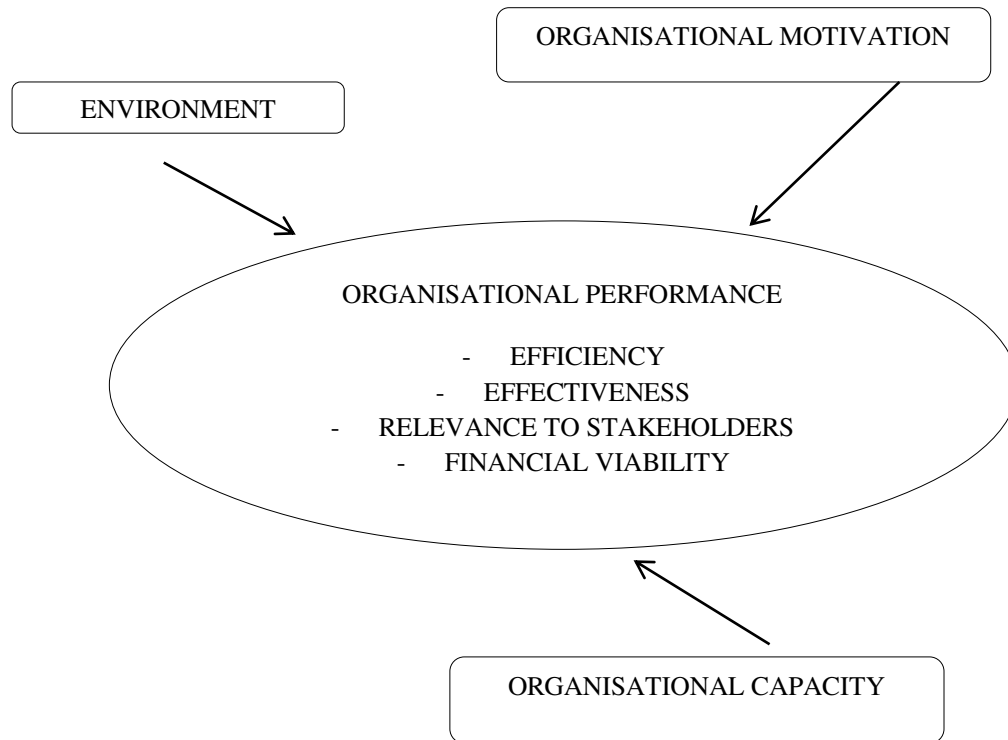 ORGANISATIONAL MOTIVATION
ENVIRONMENT
ORGANISATIONAL PERFORMANCE
- EFFICIENCY
- EFFECTIVENESS
- RELEVANCE TO STAKEHOLDERS
- FINANCIAL VIABILITY
ORGANISATIONAL CAPACITY